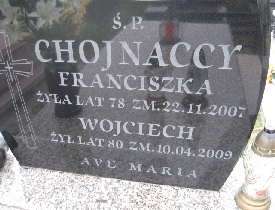 Ś. P.
CHOJNACCY
FRANCISZKA
ŻYŁA LAT 78 ZM. 22.11.2007
WOJCIECH
ŻYŁ LAT 80 ZM. 10.04.2009
AVE MARIA